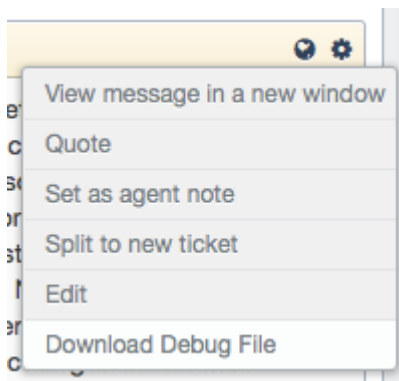 View message in a new window
Quote
Set as agent note
Split to new ticket
Edit
Download Debug File